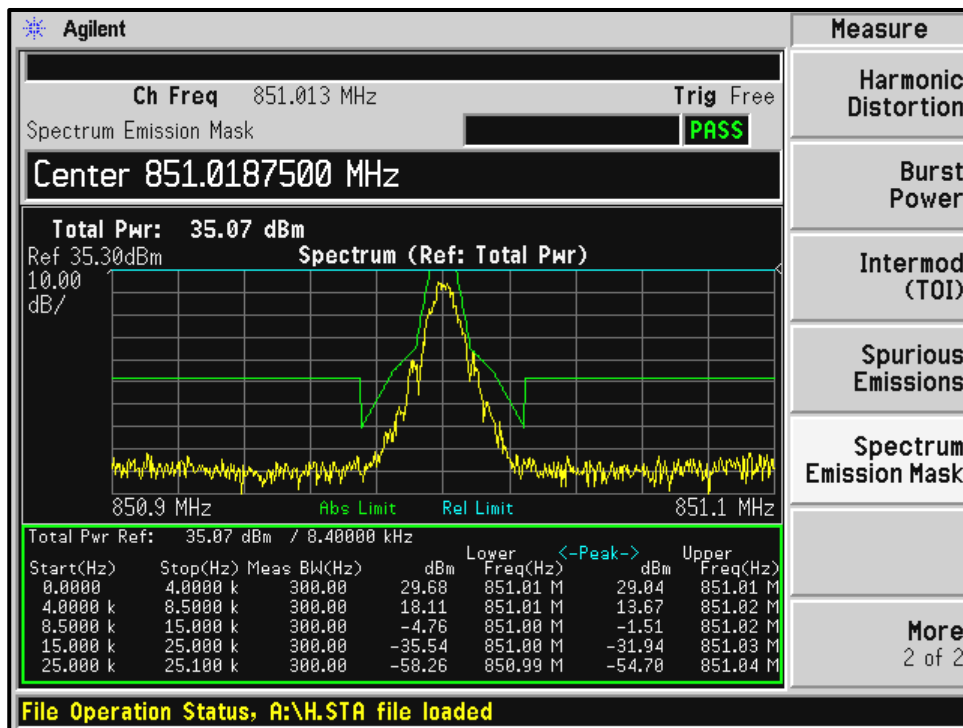 Agilent
Measure
Ch Freq 851.013 MHz Trig Free
Spectrum Emission Mask PASS
Center 851.0187500 MHz
Total Pwr: 35.07 dBm
Ref 35.30dBm Spectrum (Ref: Total Pwr)
10.00
dB/
850.9 MHz Abs Limit Rel Limit 851.1 MHz
Total Pwr Ref: 35.07 dBm / 8.40000 kHz
Lower <-Peak-> Upper
Start(Hz) Stop(Hz) Meas BW(Hz) dBm Freq(Hz) dBm Freq(Hz)
0.0000 4.0000 k 300.00 29.68 851.01 M 29.04 851.01 M
4.0000 k 8.5000 k 300.00 18.11 851.01 M 13.67 851.02 M
8.5000 k 15.000 k 300.00 -4.76 851.00 M -1.51 851.02 M
15.000 k 25.000 k 300.00 -35.54 851.00 M -31.94 851.03 M
25.000 k 25.100 k 300.00 -58.26 850.99 M -54.70 851.04 M
File Operation Status, A:\H.STA file loaded
Harmonic
Distortion
Burst
Power
Intermod
(TOI)
Spurious
Emissions
Spectrum
Emission Mask
More
2 of 2